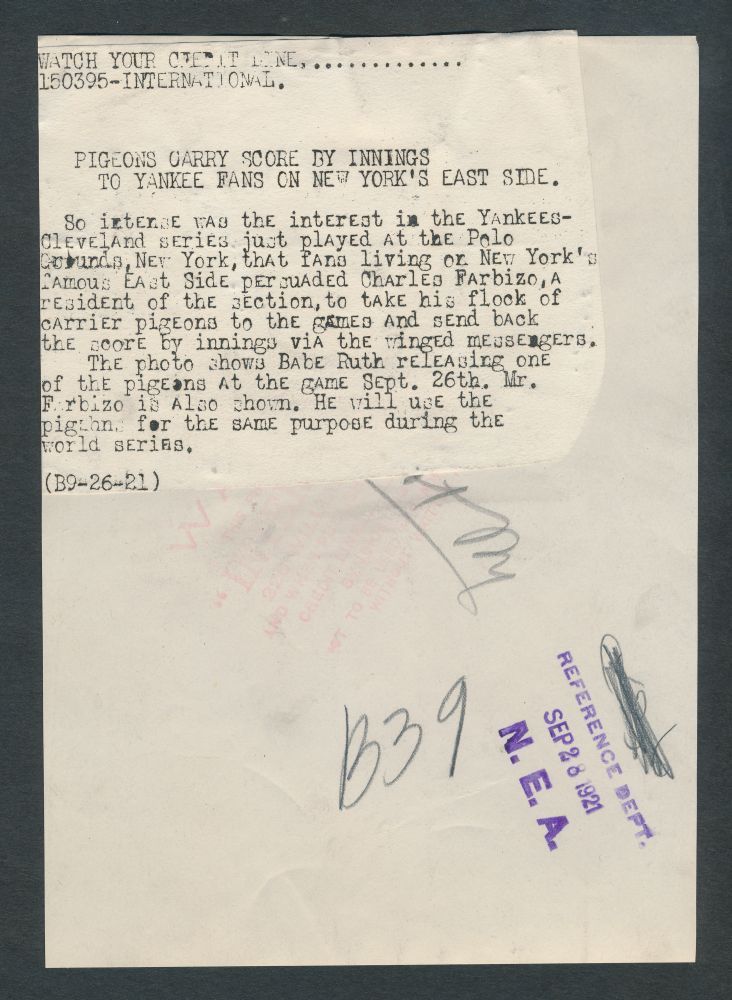 WATCH YOUR CREDIT LINE,..............
150395-INTERNATIONAL.
PIGEONS CARRY SCORE BY INNINGS
TO YANKEE FANS ON NEW YORK'S EAST SIDE.
So intense was the interest in the Yankees-
Cleveland series just played at the Polo
Grounds, New York, that fans living on New York's
famous East Side persuaded Charles Farbizo, a
resident of the section, to take his flock of
carrier pigeons to the games and send back
the score by innings via the winged messengers.
The photo shows Babe Ruth releasing one
of the pigeons at the game Sept. 26th. Mr.
Farbizo is also shown. He will use the
for the same purpose during the
world series.
(B9-26-21)
NOT TO BE
B39
REFERENCE DEPT.
SEP 28 1921
N. E. A.